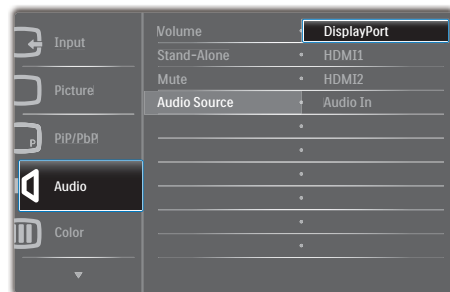 Input
Picture
PiP/PbP
P
Audio
Color
Volume
Stand-Alone
Mute
Audio Source
DisplayPort
HDMI1
HDMI2
Audio In